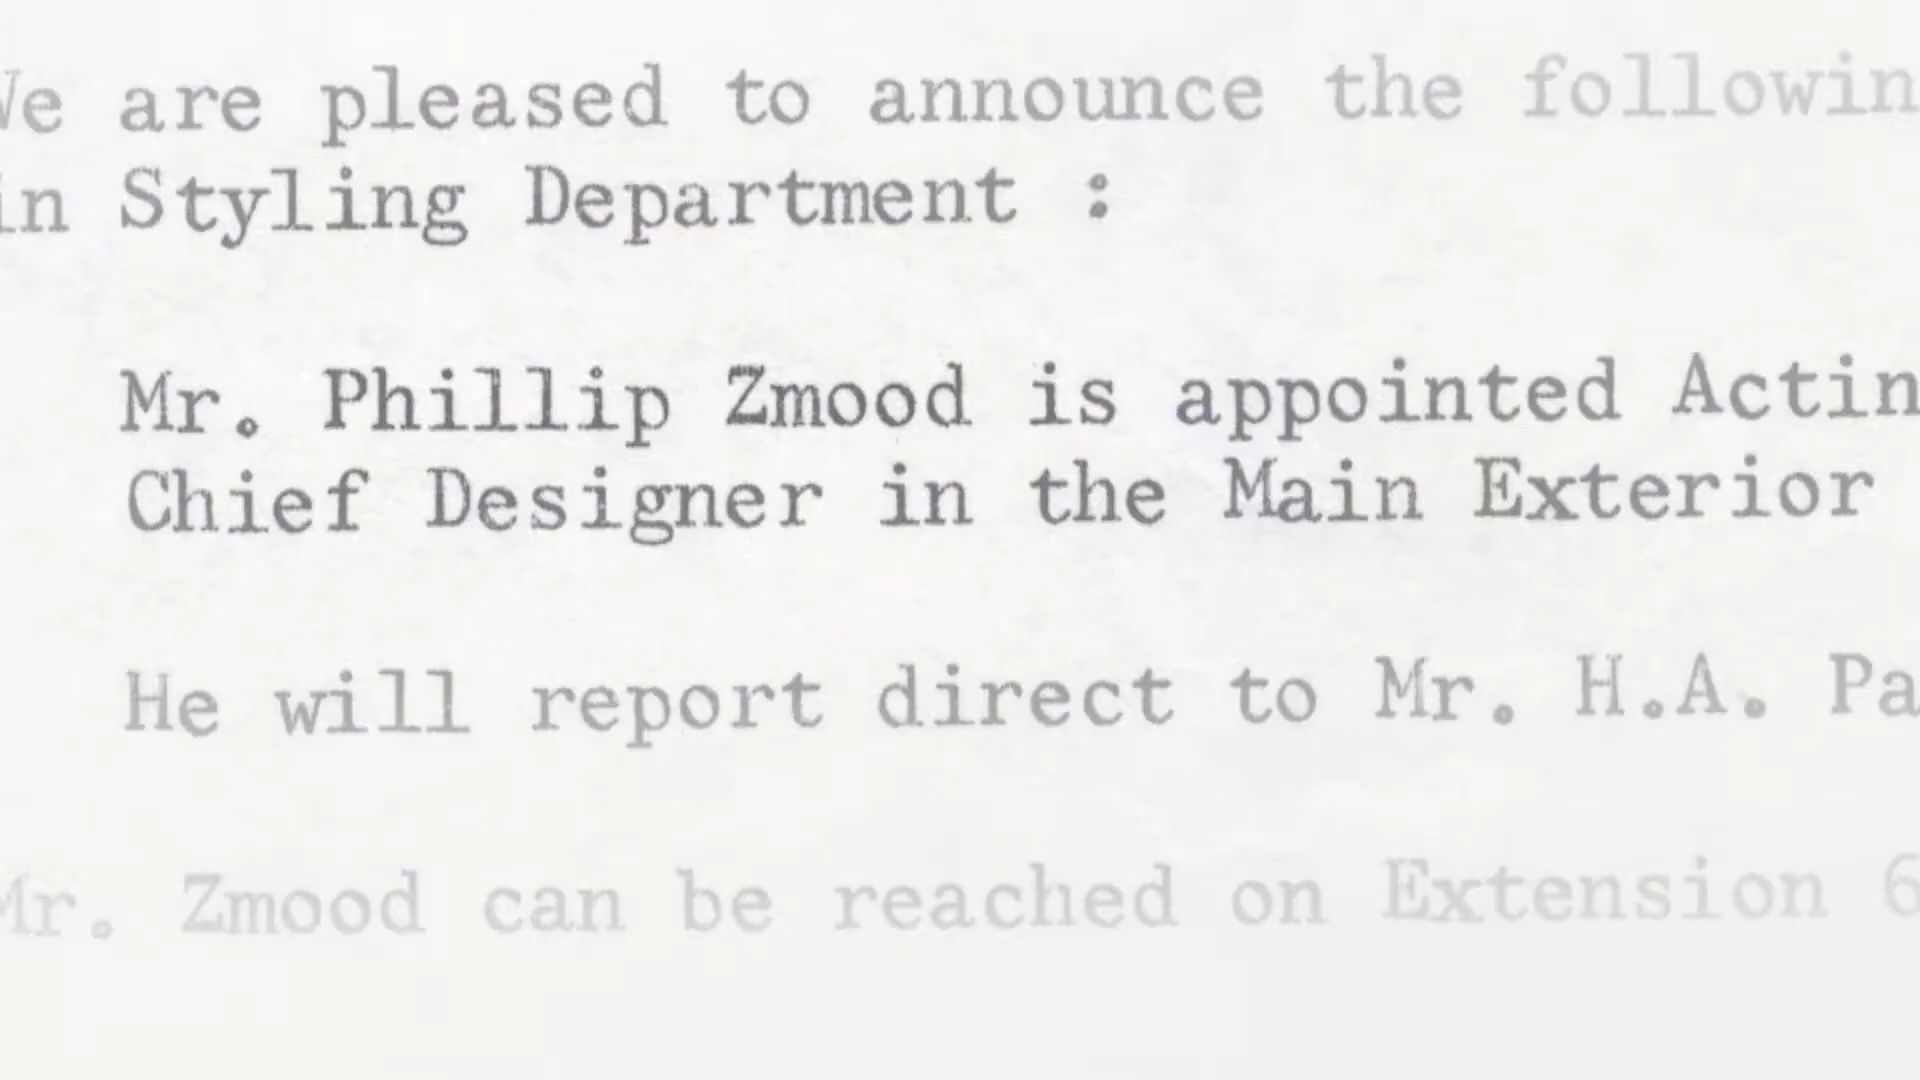 We are pleased to announce the followin
in Styling Department :
Mr. Phillip Zmood is appointed Actin
Chief Designer in the Main Exterior
He will report direct to Mr. H.A. Pa
Mr. Zmood can be reached on Extension 6